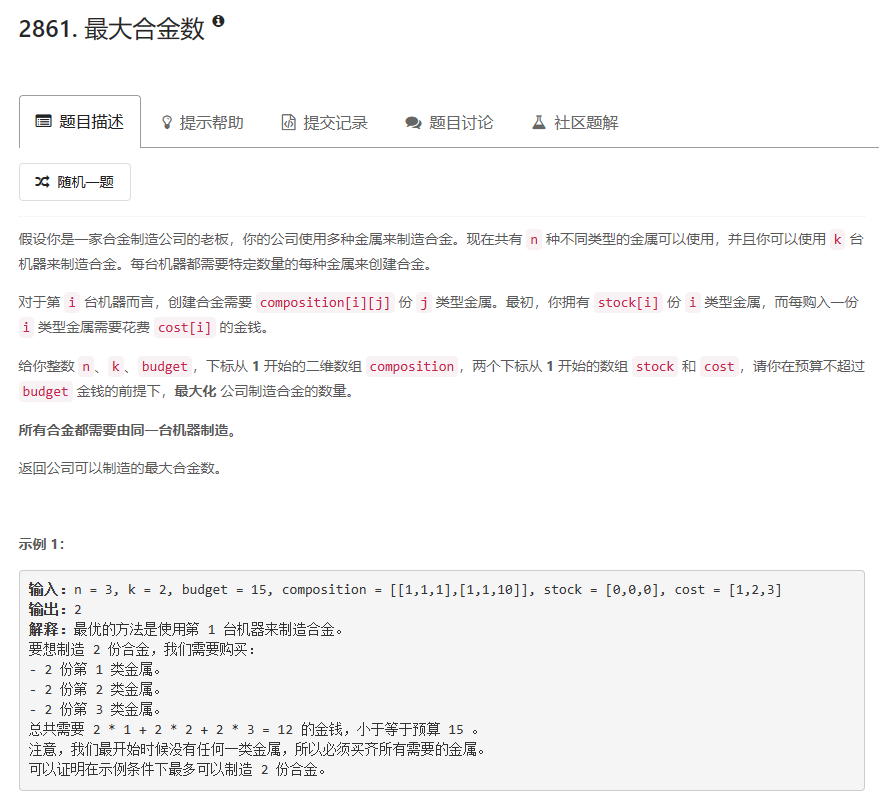 2861. 最大合金数
题目描述
提示帮助
提交记录
题目讨论
社区题解
随机一题
假设你是一家合金制造公司的老板，你的公司使用多种金属来制造合金。现在共有 n 种不同类型的金属可以使用，并且你可以使用 k 台
机器来制造合金。每台机器都需要特定数量的每种金属来创建合金。
对于第 i 台机器而言，创建合金需要 composition[i][j] 份 j 类型金属。最初，你拥有 stock[i] 份 i 类型金属，而每购入一份
i 类型金属需要花费 cost[i] 的金钱。
给你整数 n、k、budget，下标从 1 开始的二维数组 composition，两个下标从 1 开始的数组 stock 和 cost，请你在预算不超过
budget 金钱的前提下，最大化 公司制造合金的数量。
所有合金都需要由同一台机器制造。
返回公司可以制造的最大合金数。
示例 1：
输入：n = 3, k = 2, budget = 15, composition = [[1,1,1],[1,1,10]], stock = [0,0,0], cost = [1,2,3]
输出：2
解释：最优的方法是使用第 1 台机器来制造合金。
要想制造 2 份合金，我们需要购买：
- 2 份第 1 类金属。
- 2 份第 2 类金属。
- 2 份第 3 类金属。
总共需要 2 * 1 + 2 * 2 + 2 * 3 = 12 的金钱，小于等于预算 15 。
注意，我们最开始时候没有任何一类金属，所以必须买齐所有需要的金属。
可以证明在示例条件下最多可以制造 2 份合金。